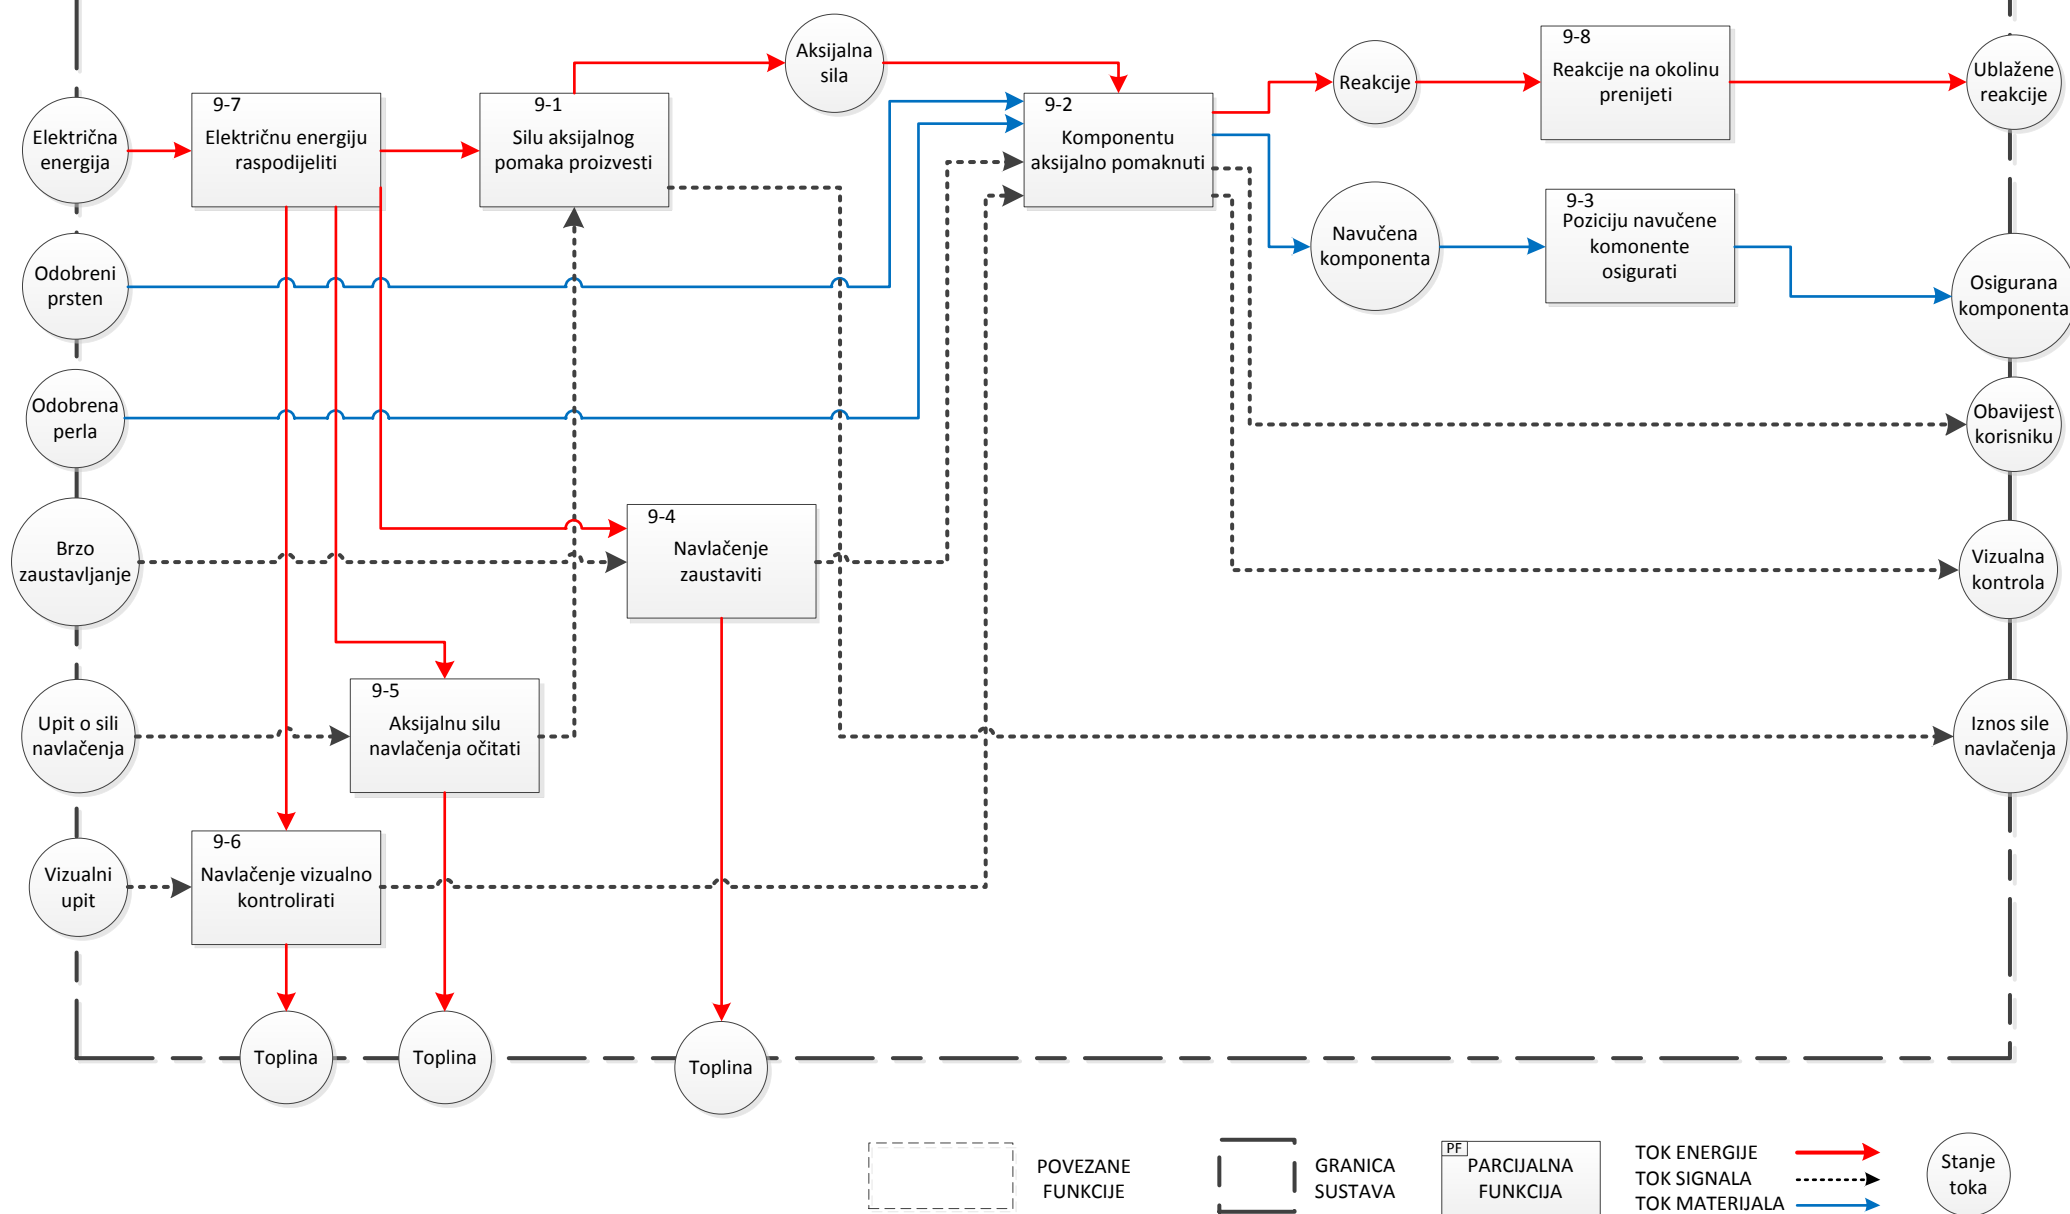 Aksijalna
sila
9-8
Reakcije na okolinu
prenijeti
Reakcije
Ublažene
reakcije
Električna
energija
9-7
Električnu energiju
raspodijeliti
9-1
Silu aksijalnog
pomaka proizvesti
9-2
Komponentu
aksijalno pomaknuti
9-3
Poziciju navučene
komonente
osigurati
Navučena
komponenta
Odobreni
prsten
Osigurana
komponenta
Odobrena
perla
Obavijest
korisniku
9-4
Navlačenje
zaustaviti
Brzo
zaustavljanje
Vizualna
kontrola
9-5
Aksijalnu silu
navlačenja očitati
Upit o sili
navlačenja
Iznos sile
navlačenja
9-6
Navlačenje vizualno
kontrolirati
Vizualni
upit
Toplina
Toplina
Toplina
POVEZANE
FUNKCIJE
GRANICA
SUSTAVA
PF
PARCIJALNA
FUNKCIJA
TOK ENERGIJE
TOK SIGNALA
TOK MATERIJALA
Stanje
toka